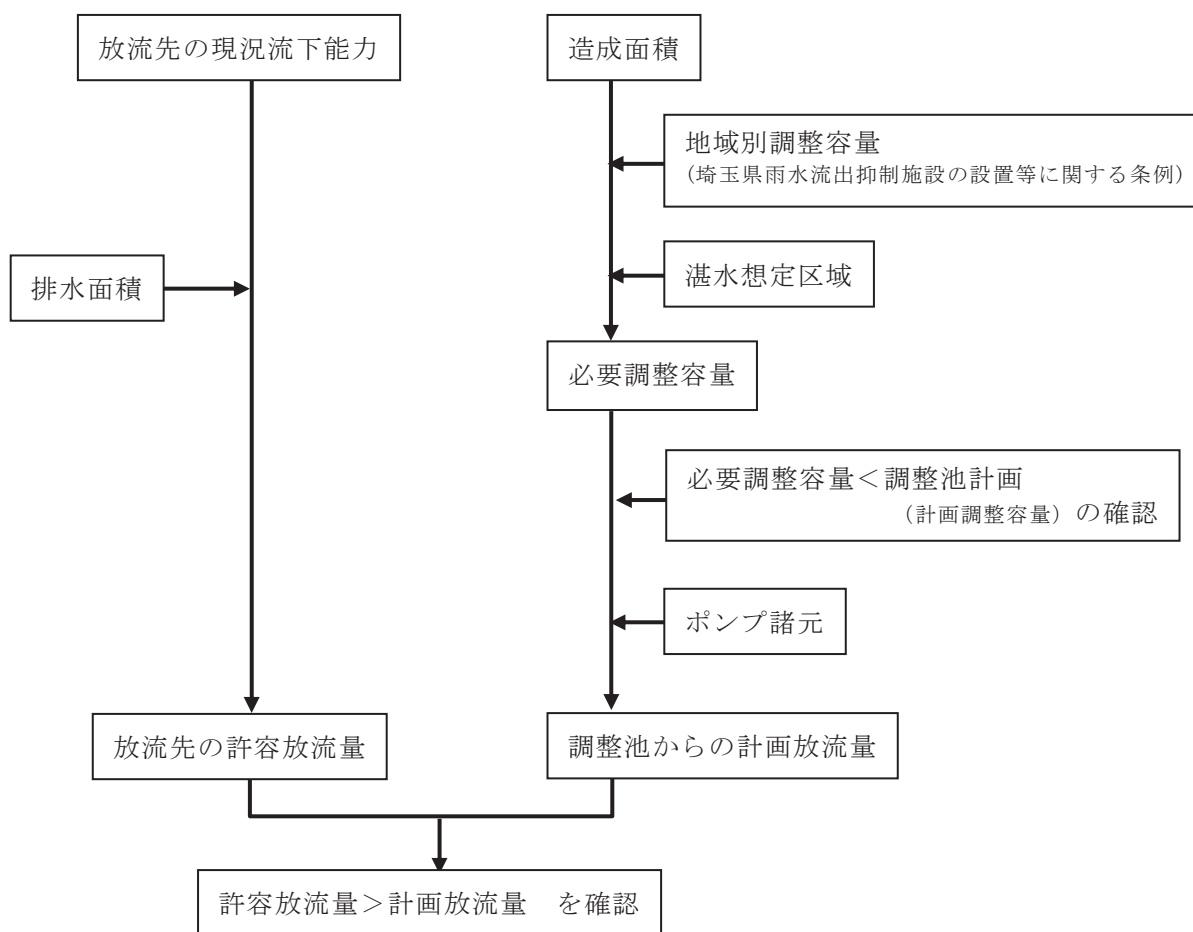 放流先の現況流下能力
造成面積
地域別調整容量
(埼玉県雨水流出抑制施設の設置等に関する条例)
排水面積
湛水想定区域
必要調整容量
必要調整容量＜調整池計画
（計画調整容量）の確認
ポンプ諸元
放流先の許容放流量
調整池からの計画放流量
許容放流量＞計画放流量　を確認